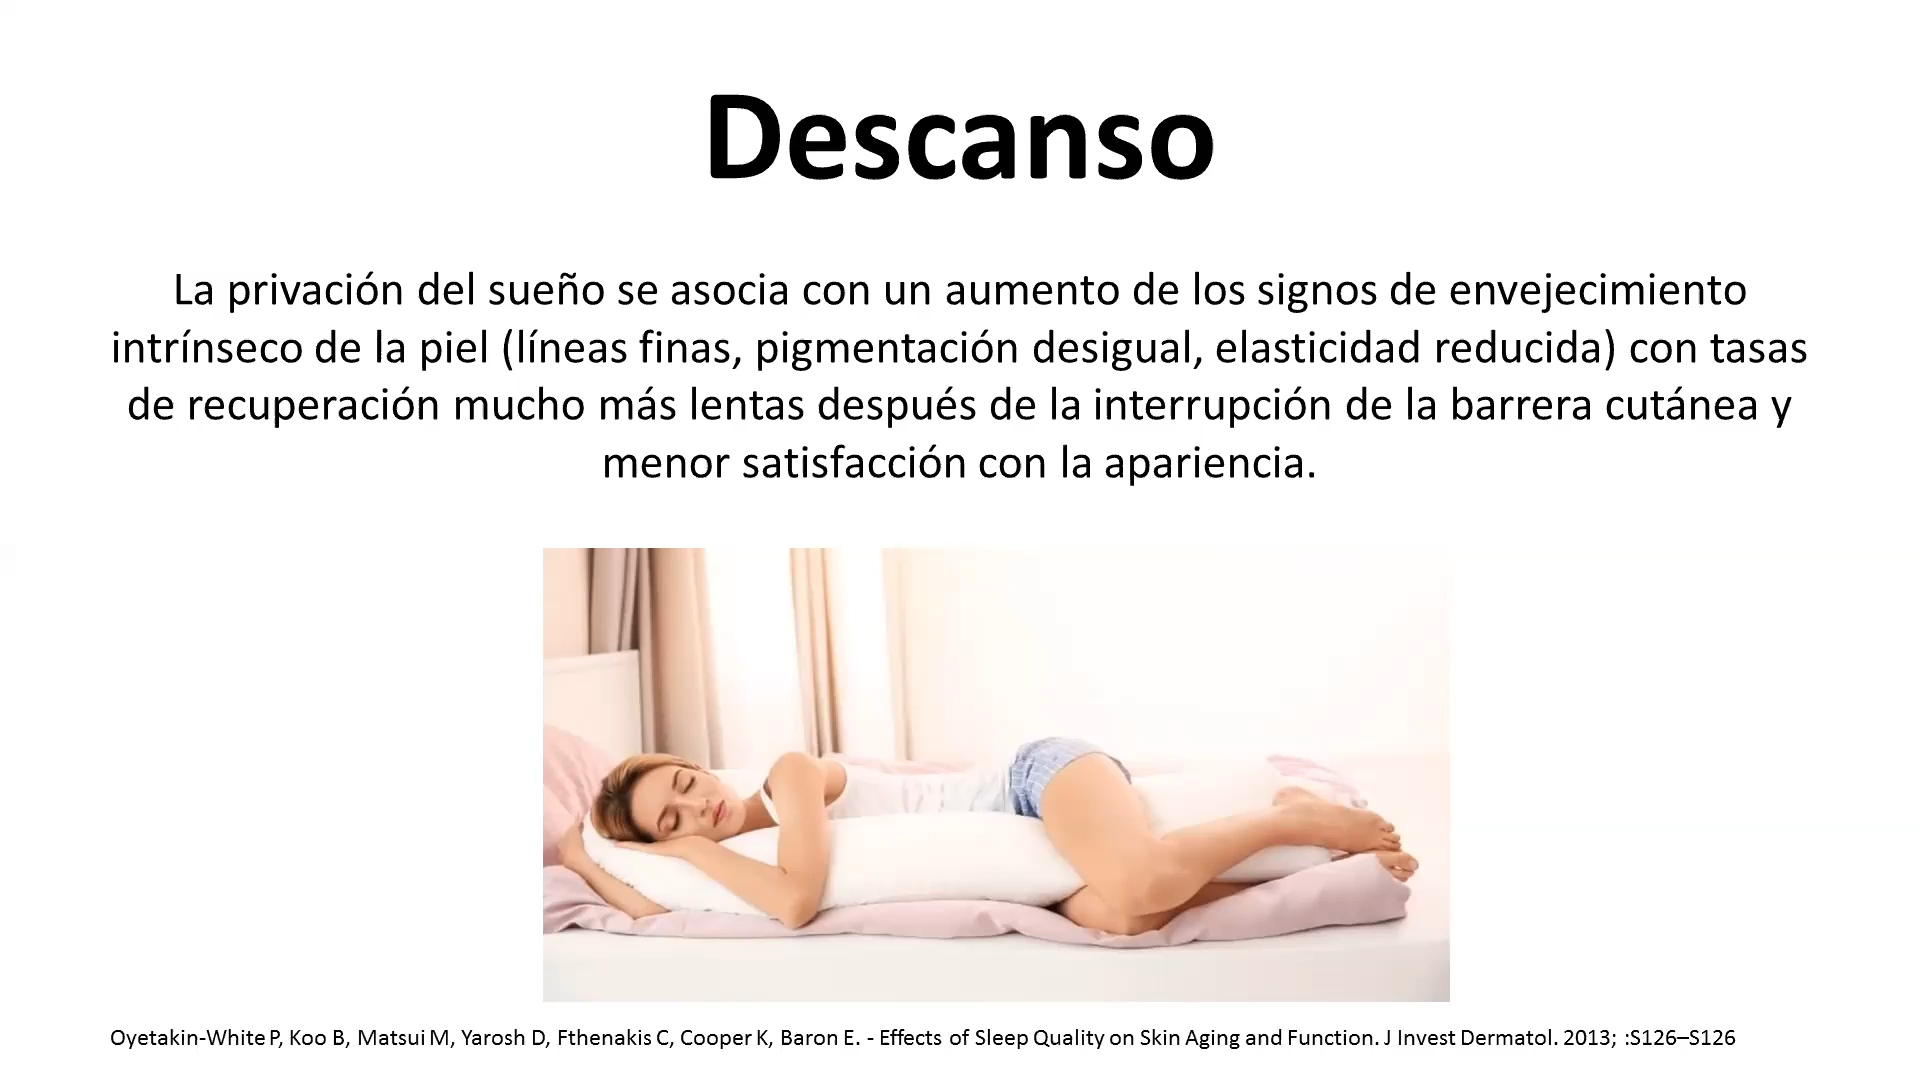 Descanso
La privación del sueño se asocia con un aumento de los signos de envejecimiento
intrínseco de la piel (líneas finas, pigmentación desigual, elasticidad reducida) con tasas
de recuperación mucho más lentas después de la interrupción de la barrera cutánea y
menor satisfacción con la apariencia.
Oyetakin-White P, Koo B, Matsui M, Yarosh D, Fthenakis C, Cooper K, Baron E. - Effects of Sleep Quality on Skin Aging and Function. J Invest Dermatol. 2013; :S126–S126